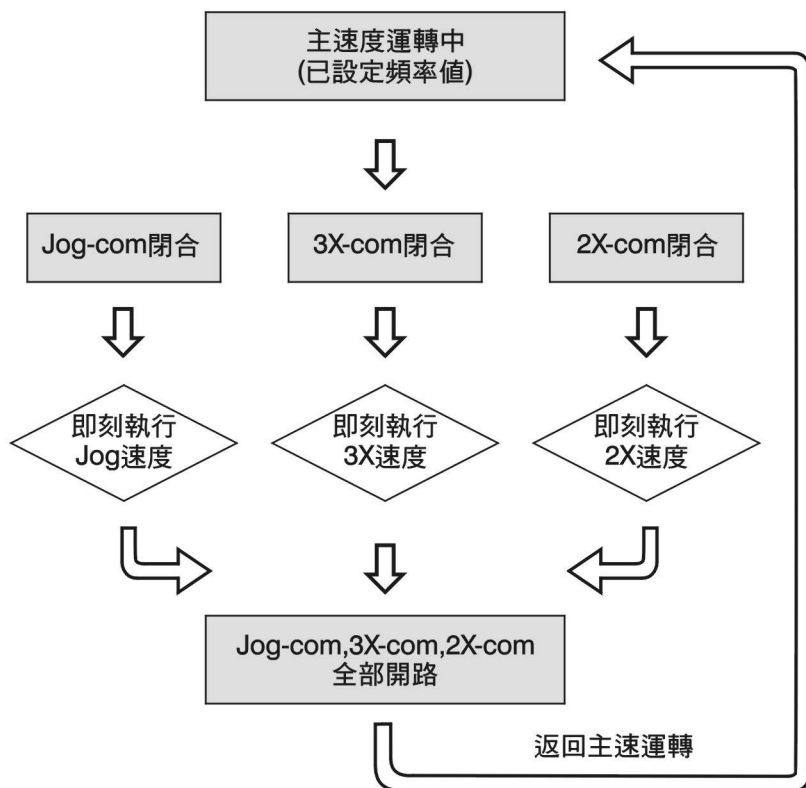 主速度運轉中
(已設定頻率值)
Jog-com閉合
3X-com閉合
2X-com閉合
即刻執行
Jog速度
即刻執行
3X速度
即刻執行
2X速度
Jog-com,3X-com,2X-com
全部開路
返回主速運轉